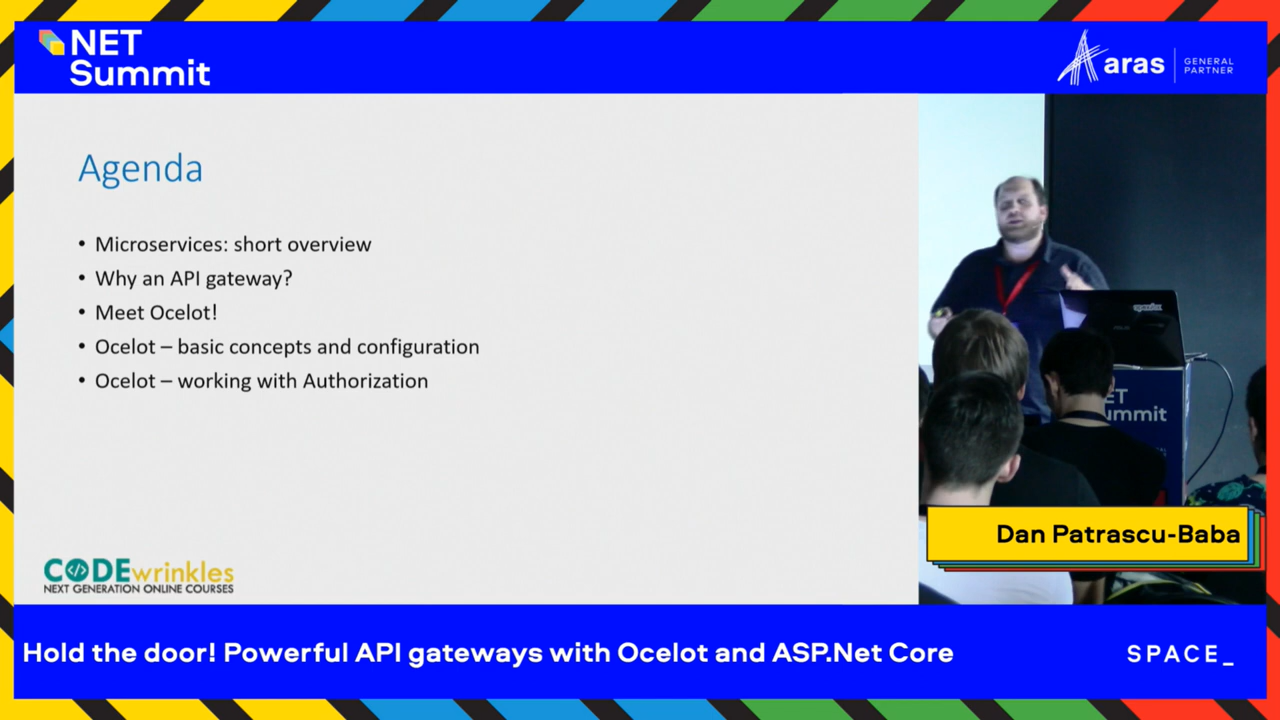 NET
Summit
aras
GENERAL
PARTNER
Agenda
• Microservices: short overview
• Why an API gateway?
• Meet Ocelot!
• Ocelot – basic concepts and configuration
• Ocelot – working with Authorization
ET
ummit
Dan Patrascu-Baba
CODEwrinkles
NEXT GENERATION ONLINE COURSES
Hold the door! Powerful API gateways with Ocelot and ASP.Net Core
SPACE_